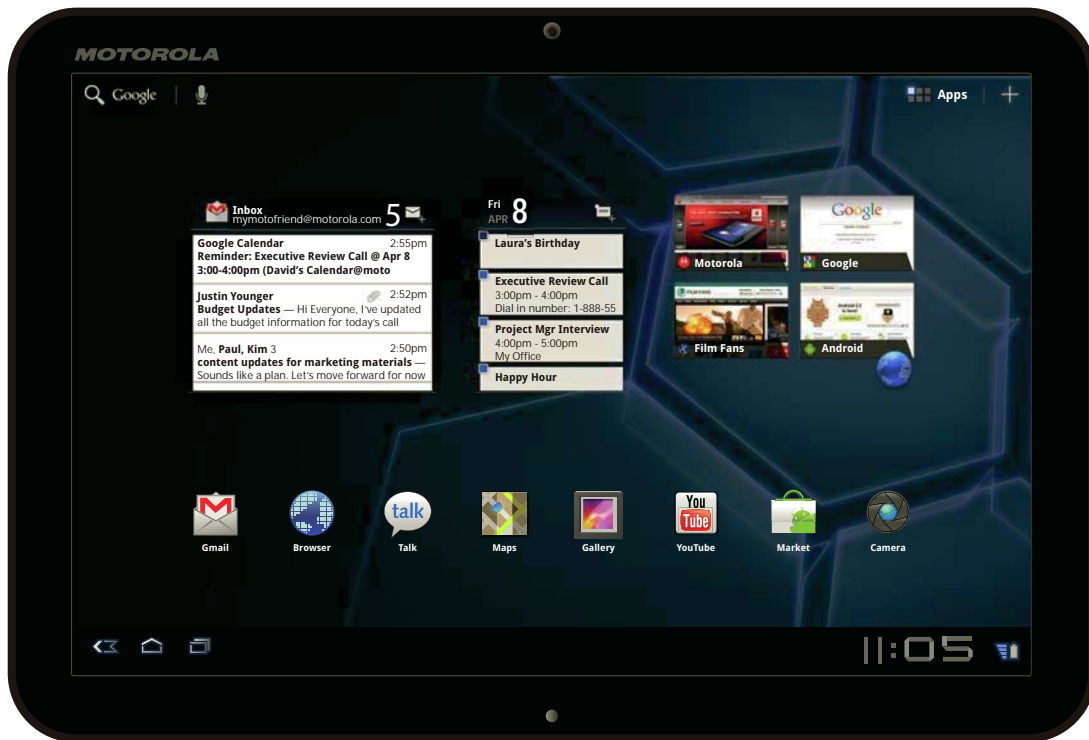 MOTOROLA
Google
Apps
Inbox
mymotofriend@motorola.com
5
Google Calendar 2:55pm
Reminder: Executive Review Call @ Apr 8
3:00-4:00pm (David's Calendar@moto
Justin Younger 2:52pm
Budget Updates — Hi Everyone, I've updated
all the budget information for today's call
Me, Paul, Kim 3 2:50pm
content updates for marketing materials —
Sounds like a plan. Let's move forward for now
Fri
APR 8
Laura's Birthday
Executive Review Call
3:00pm - 4:00pm
Dial in number: 1-888-55
Project Mgr Interview
4:00pm - 5:00pm
My Office
Happy Hour
Google
Motorola
Google
Film Fans
Android
talk
You
Tube
Gmail
Browser
Talk
Maps
Gallery
YouTube
Market
Camera
11:05